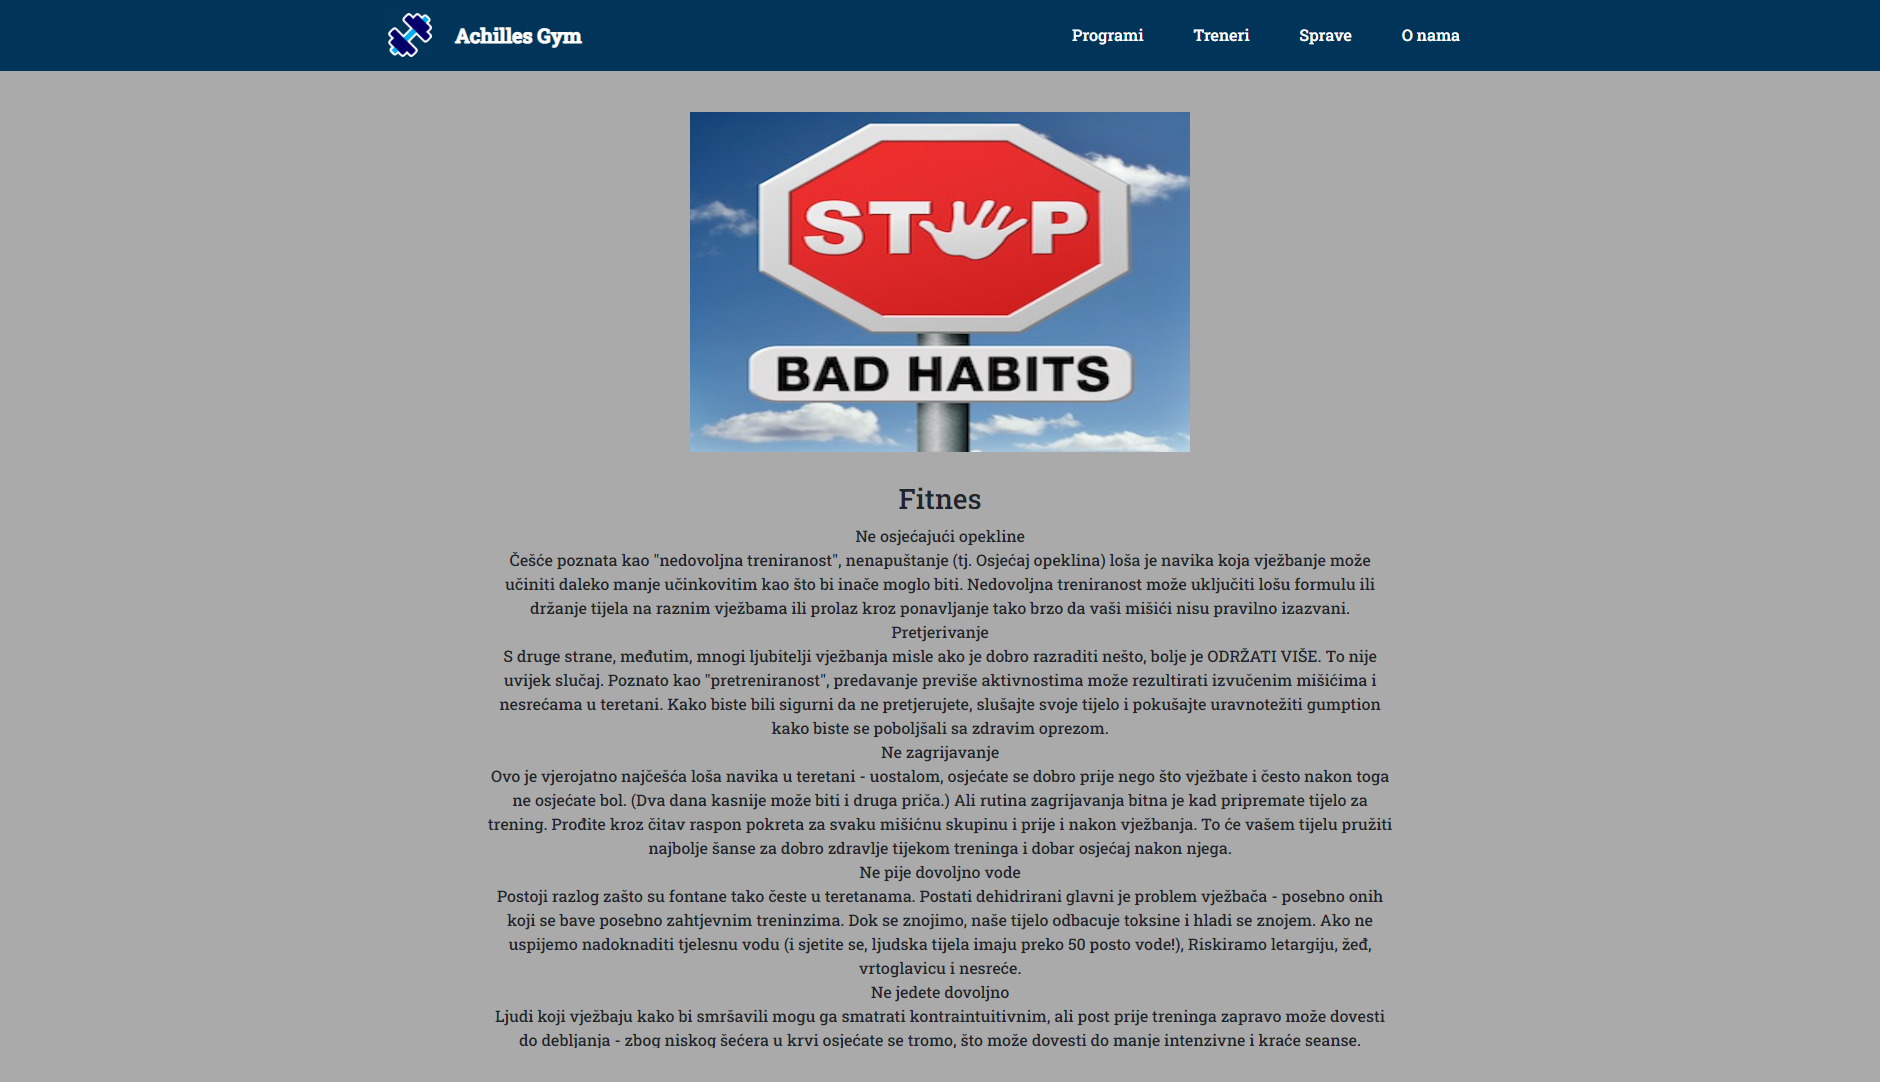 Achilles Gym
Programi
Treneri
Sprave
O nama
STOP
BAD HABITS
Fitnes
Ne osjećajući opekline
Češće poznata kao "nedovoljna treniranost", nenapuštanje (tj. Osjećaj opeklina) loša je navika koja vježbanje može
učiniti daleko manje učinkovitim kao što bi inače moglo biti. Nedovoljna treniranost može uključiti lošu formulu ili
držanje tijela na raznim vježbama ili prolaz kroz ponavljanje tako brzo da vaši mišići nisu pravilno izazvani.
Pretjerivanje
S druge strane, međutim, mnogi ljubitelji vježbanja misle ako je dobro razraditi nešto, bolje je ODRŽATI VIŠE. To nije
uvijek slučaj. Poznato kao "pretreniranost", predavanje previše aktivnostima može rezultirati izvučenim mišićima i
nesrećama u teretani. Kako biste bili sigurni da ne pretjerujete, slušajte svoje tijelo i pokušajte uravnotežiti gumption
kako biste se poboljšali sa zdravim oprezom.
Ne zagrijavanje
Ovo je vjerojatno najčešća loša navika u teretani - uostalom, osjećate se dobro prije nego što vježbate i često nakon toga
ne osjećate bol. (Dva dana kasnije može biti i druga priča.) Ali rutina zagrijavanja bitna je kad pripremate tijelo za
trening. Prođite kroz čitav raspon pokreta za svaku mišićnu skupinu i prije i nakon vježbanja. To će vašem tijelu pružiti
najbolje šanse za dobro zdravlje tijekom treninga i dobar osjećaj nakon njega.
Ne pije dovoljno vode
Postoji razlog zašto su fontane tako česte u teretanama. Postati dehidrirani glavni je problem vježbača - posebno onih
koji se bave posebno zahtjevnim treninzima. Dok se znojimo, naše tijelo odbacuje toksine i hladi se znojem. Ako ne
uspijemo nadoknaditi tjelesnu vodu (i sjetite se, ljudska tijela imaju preko 50 posto vode!), Riskiramo letargiju, žeđ,
vrtoglavicu i nesreće.
Ne jedete dovoljno
Ljudi koji vježbaju kako bi smršavili mogu ga smatrati kontraintuitivnim, ali post prije treninga zapravo može dovesti
do debljanja - zbog niskog šećera u krvi osjećate se tromo, što može dovesti do manje intenzivne i kraće seanse.